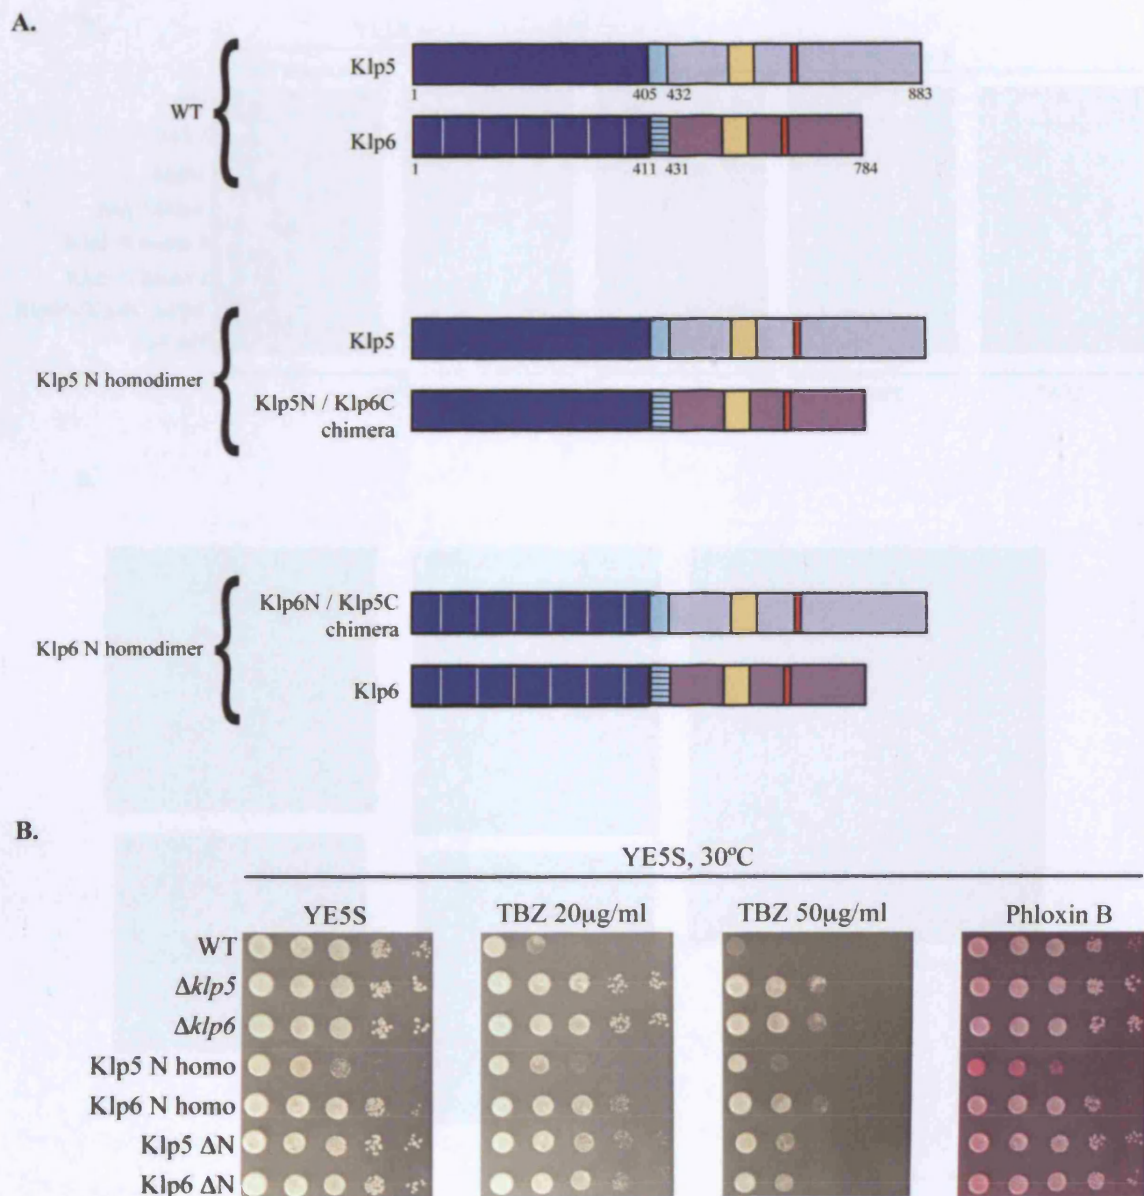 A.
WT
Klp5
1 405 432 883
Klp6
1 411 431 784
Klp5 N homodimer
Klp5
Klp5N / Klp6C
chimera
Klp6 N homodimer
Klp6N / Klp5C
chimera
Klp6
B.
YE5S, 30ºC
YE5S TBZ 20µg/ml TBZ 50µg/ml Phloxin B
WT
Δklp5
Δklp6
Klp5 N homo
Klp6 N homo
Klp5 ΔN
Klp6 ΔN